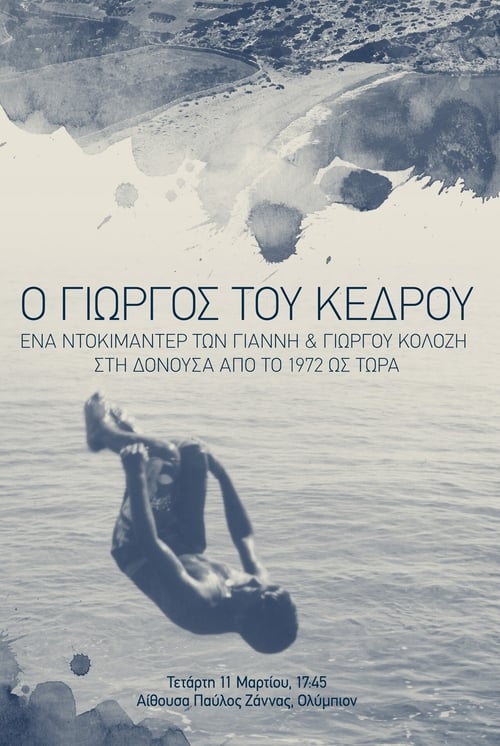 Ο ΓΙΩΡΓΟΣ ΤΟΥ ΚΕΔΡΟΥ
ΕΝΑ ΝΤΟΚΙΜΑΝΤΕΡ ΤΩΝ ΓΙΑΝΝΗ & ΓΙΩΡΓΟΥ ΚΟΛΟΖΗ
ΣΤΗ ΔΟΝΟΥΣΑ ΑΠΟ ΤΟ 1972 ΩΣ ΤΩΡΑ
Τετάρτη 11 Μαρτίου, 17:45
Αίθουσα Παύλος Ζάννας, Ολύμπιον